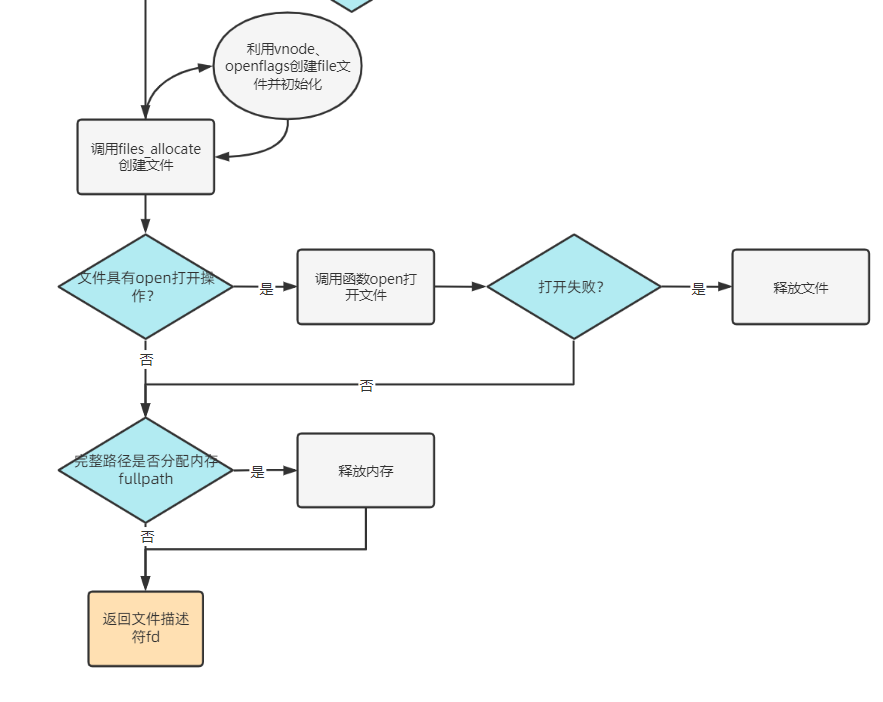 利用vnode、
openflags创建file文
件并初始化
调用files_allocate
创建文件
文件具有open打开操
作？
是
调用函数open打
开文件
打开失败？
是
释放文件
否
否
完整路径是否分配内存
fullpath
是
释放内存
否
返回文件描述
符fd